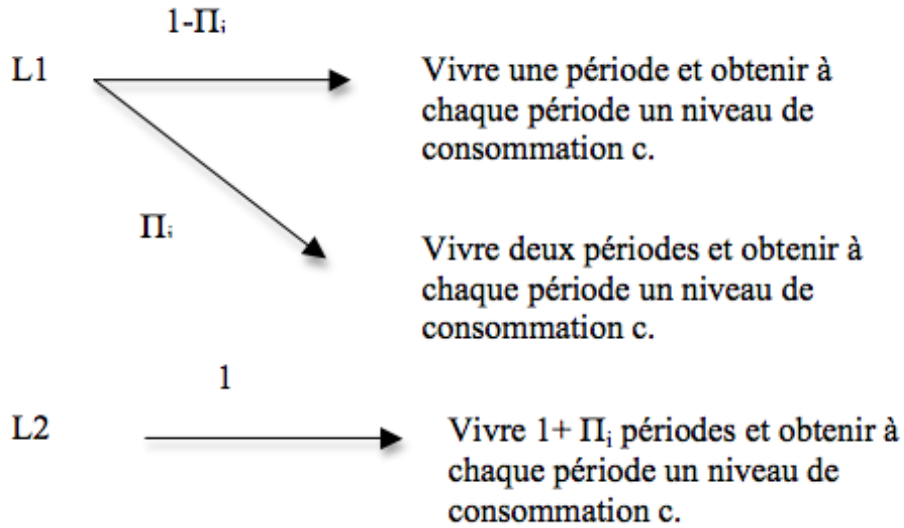 1-Πᵢ
L1
Vivre une période et obtenir à
chaque période un niveau de
consommation c.
Πᵢ
Vivre deux périodes et obtenir à
chaque période un niveau de
consommation c.
1
L2
Vivre 1+ Πᵢ périodes et obtenir à
chaque période un niveau de
consommation c.